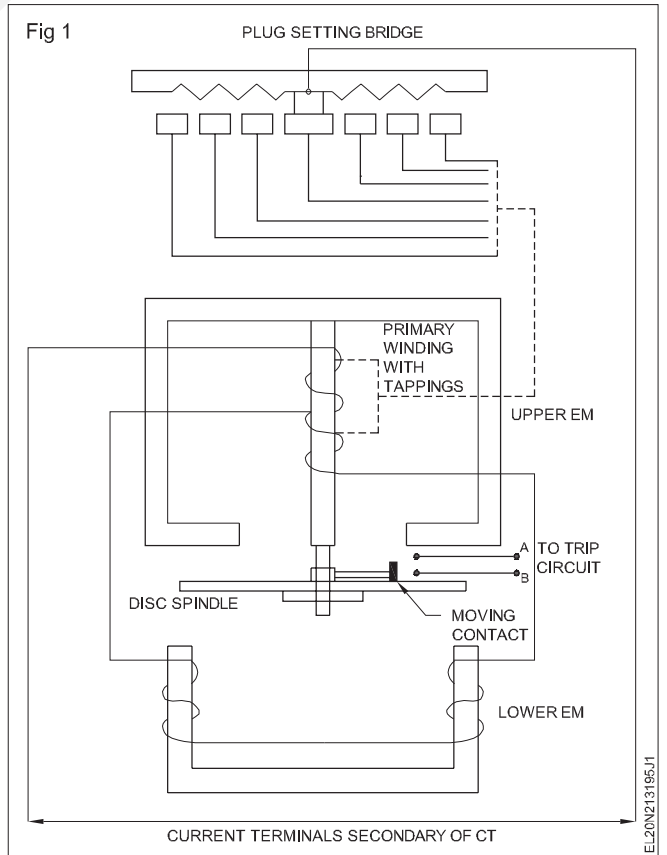 Fig 1
PLUG SETTING BRIDGE
PRIMARY
WINDING
WITH
TAPPINGS
UPPER EM
A
TO TRIP
CIRCUIT
B
DISC SPINDLE
MOVING
CONTACT
LOWER EM
CURRENT TERMINALS SECONDARY OF CT
EL20N213195J1